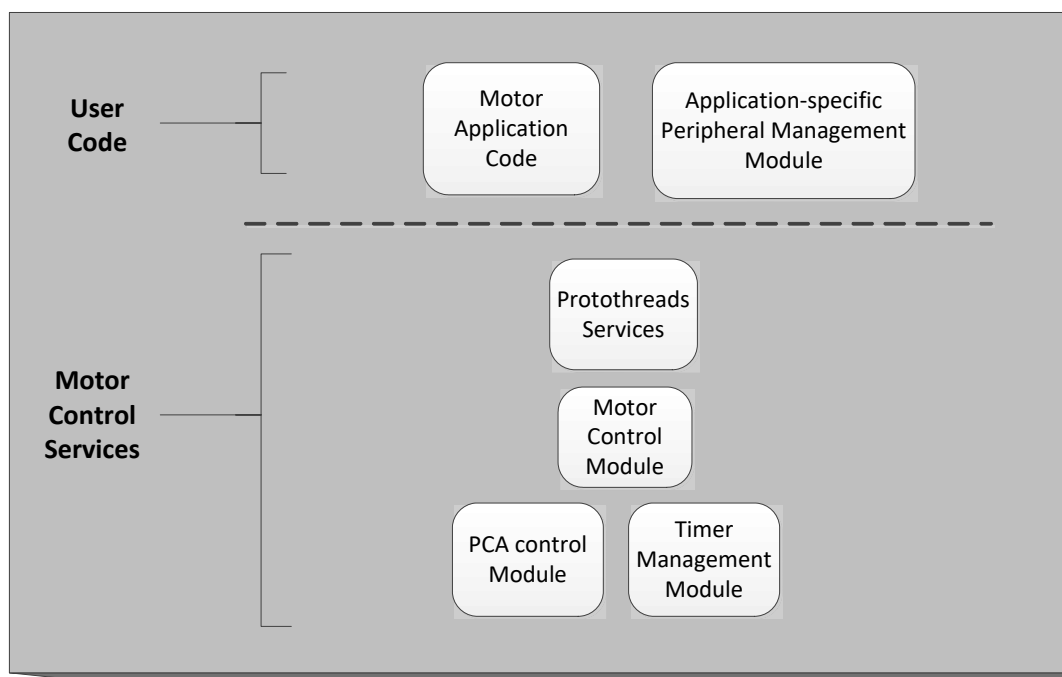 User
Code
Motor
Application
Code
Application-specific
Peripheral Management
Module
Motor
Control
Services
Protothreads
Services
Motor
Control
Module
PCA control
Module
Timer
Management
Module